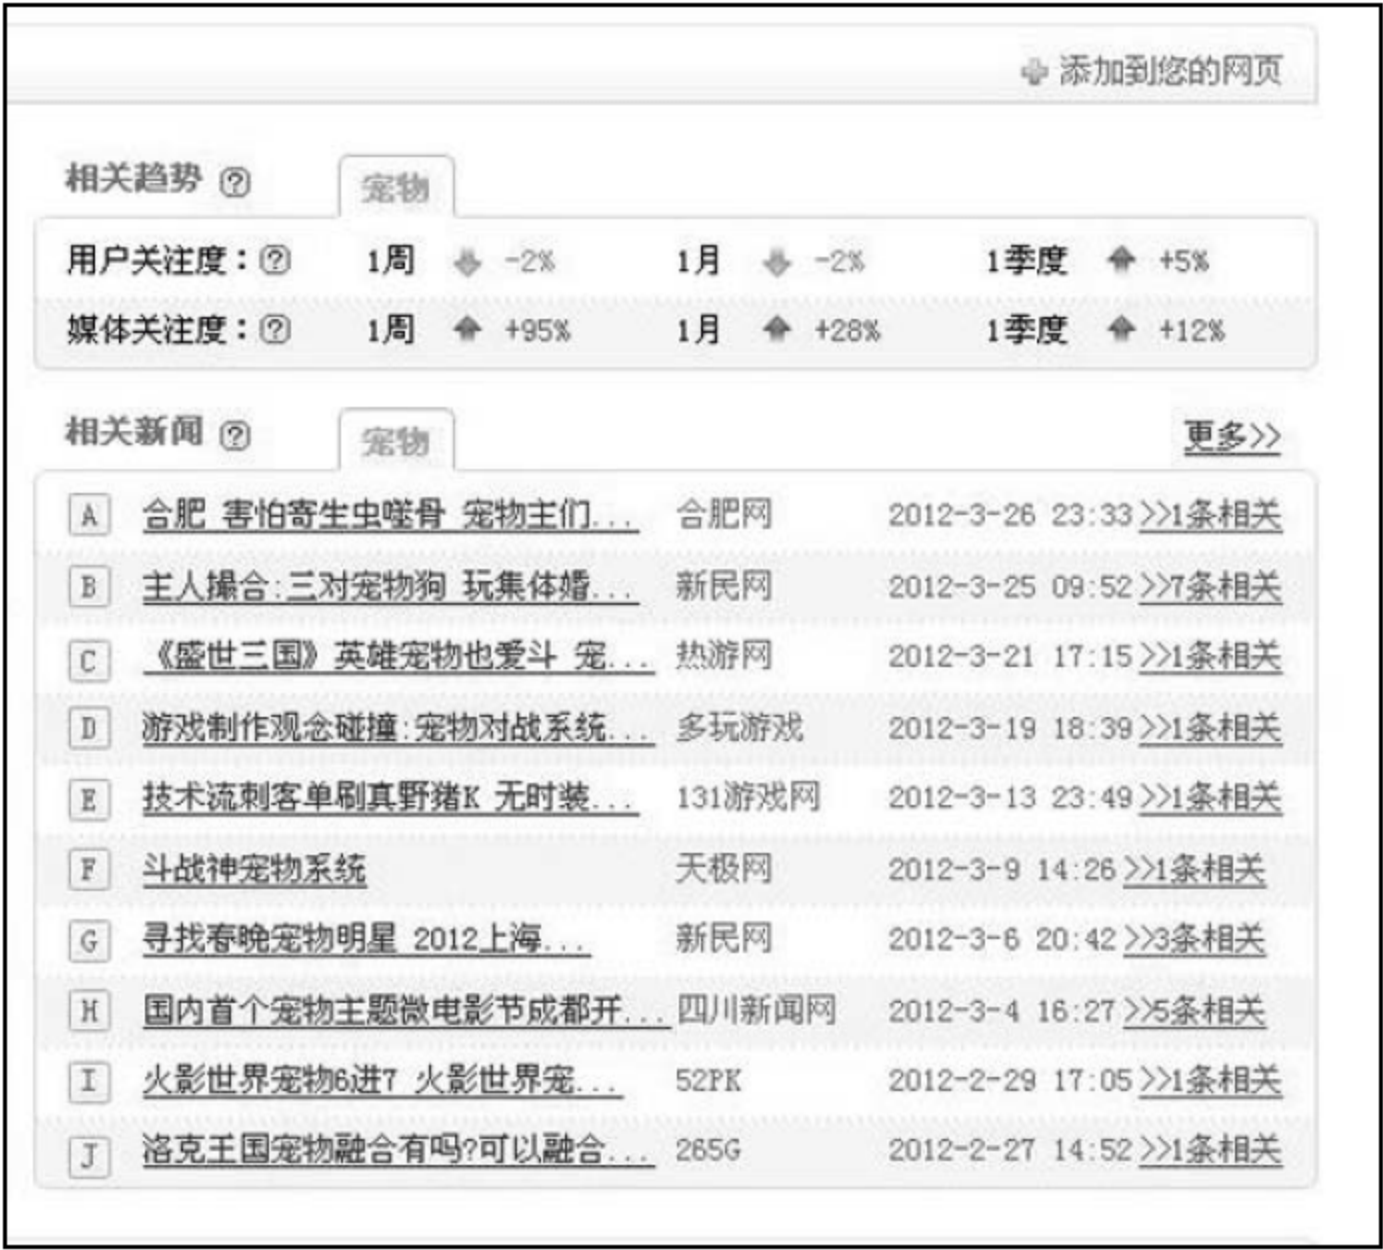 添加到您的网页
相关趋势 ? 宠物
用户关注度：? 1周 -2% 1月 -2% 1季度 +5%
媒体关注度：? 1周 +95% 1月 +28% 1季度 +12%
相关新闻 ? 宠物 更多>>
A 合肥 害怕寄生虫噬骨 宠物主们... 合肥网 2012-3-26 23:33 >>1条相关
B 主人撮合:三对宠物狗 玩集体婚... 新民网 2012-3-25 09:52 >>7条相关
C 《盛世三国》英雄宠物也爱斗 宠... 热游网 2012-3-21 17:15 >>1条相关
D 游戏制作观念碰撞:宠物对战系统... 多玩游戏 2012-3-19 18:39 >>1条相关
E 技术流刺客单刷真野猪K 无时装... 131游戏网 2012-3-13 23:49 >>1条相关
F 斗战神宠物系统 天极网 2012-3-9 14:26 >>1条相关
G 寻找春晚宠物明星 2012上海... 新民网 2012-3-6 20:42 >>3条相关
H 国内首个宠物主题微电影节成都开... 四川新闻网 2012-3-4 16:27 >>5条相关
I 火影世界宠物6进7 火影世界宠... 52PK 2012-2-29 17:05 >>1条相关
J 洛克王国宠物融合有吗?可以融合... 265G 2012-2-27 14:52 >>1条相关